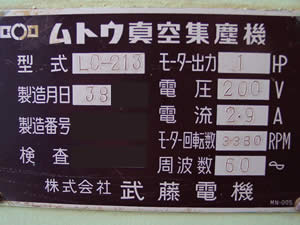 ムトウ真空集塵機
型式 LC-213 モーター出力 1 HP
製造月日 38 電圧 200 V
電流 2.9 A
製造番号 モーター回転数 3380 RPM
検査 周波数 60 ～
株式会社 武藤電機
MN-005